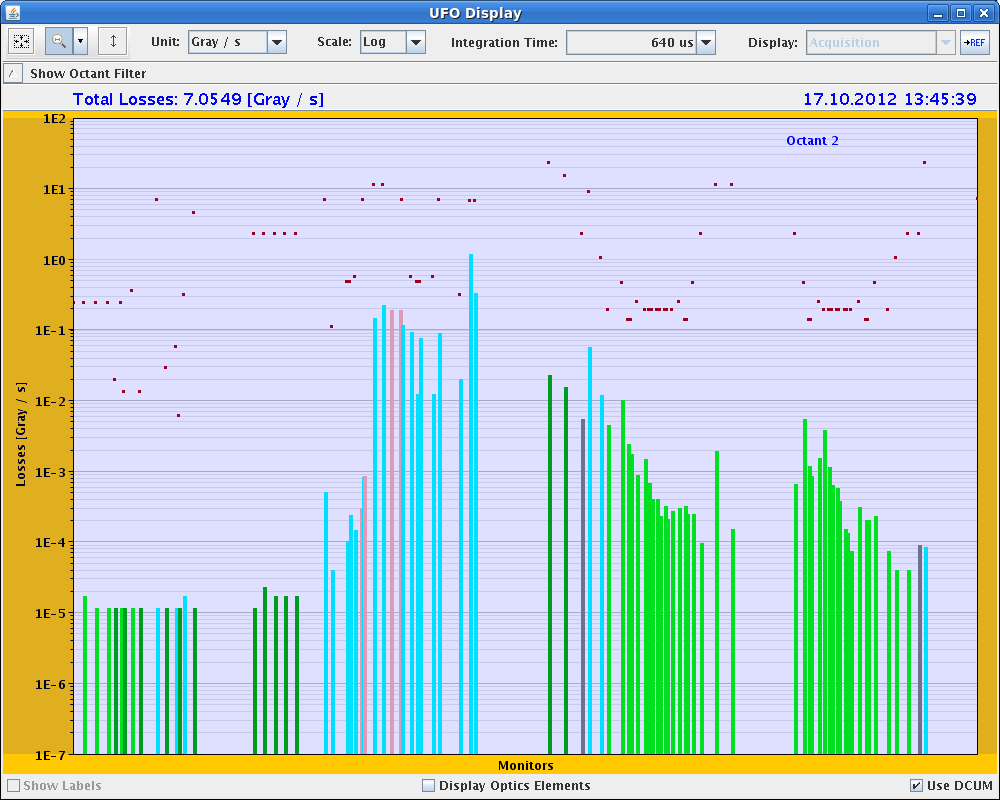 UFO Display
Unit: Gray / s Scale: Log Integration Time: 640 us Display: Acquisition →REF
Show Octant Filter
Total Losses: 7.0549 [Gray / s] 17.10.2012 13:45:39
1E2
Octant 2
1E1
1E0
1E-1
1E-2
Losses [Gray / s]
1E-3
1E-4
1E-5
1E-6
1E-7
Monitors
Show Labels Display Optics Elements Use DCUM